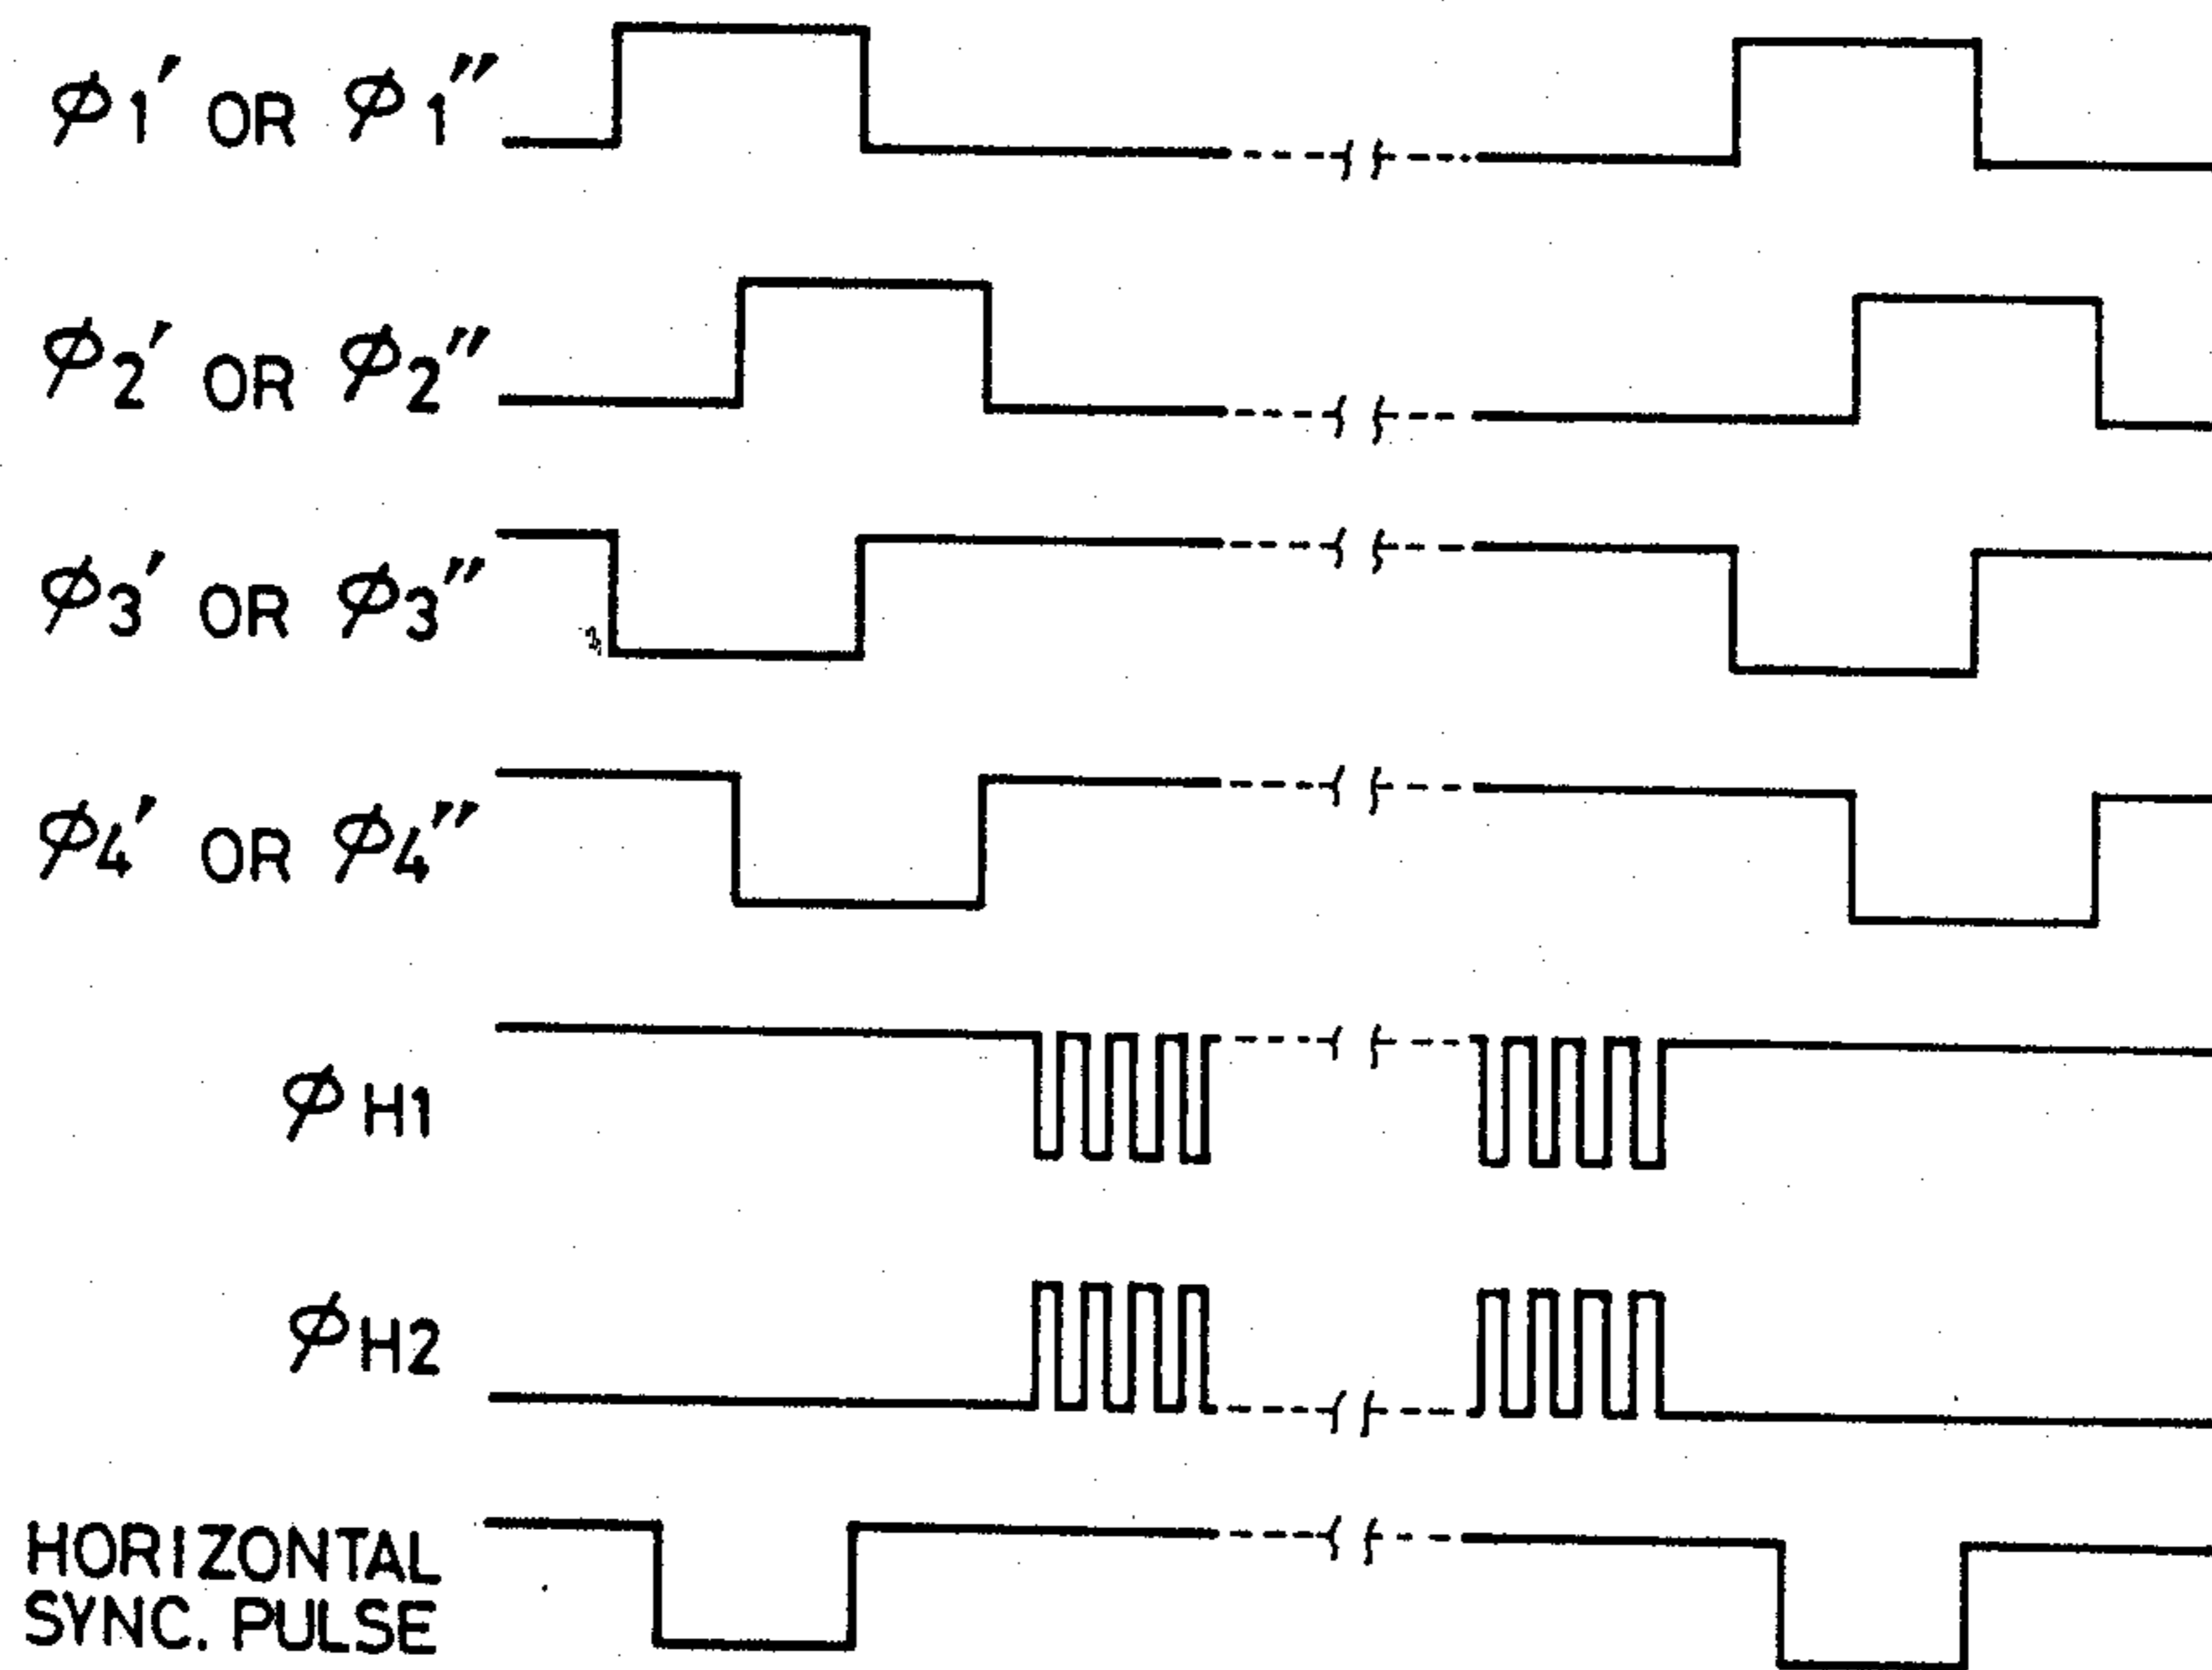 φ1' OR φ1"
φ2' OR φ2"
φ3' OR φ3"
φ4' OR φ4"
φH1
φH2
HORIZONTAL
SYNC. PULSE